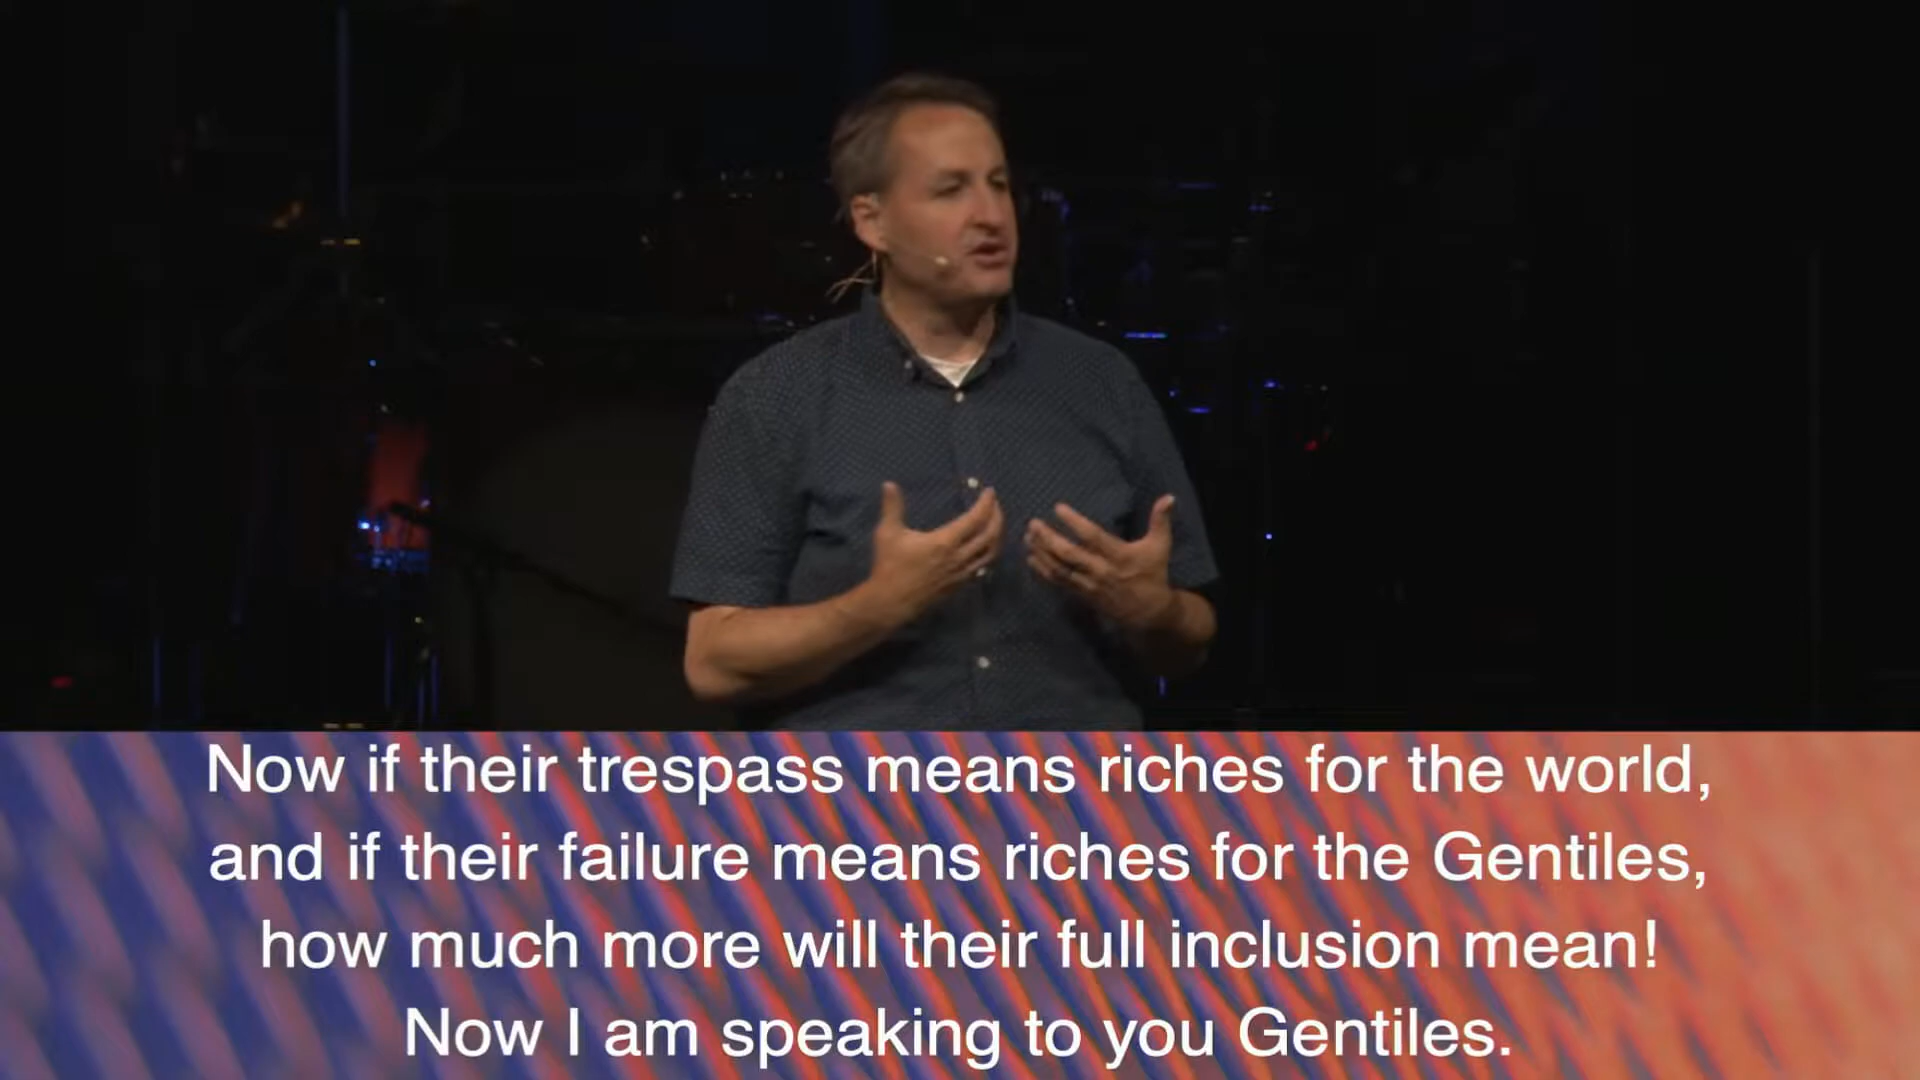 Now if their trespass means riches for the world,
and if their failure means riches for the Gentiles,
how much more will their full inclusion mean!
Now I am speaking to you Gentiles.